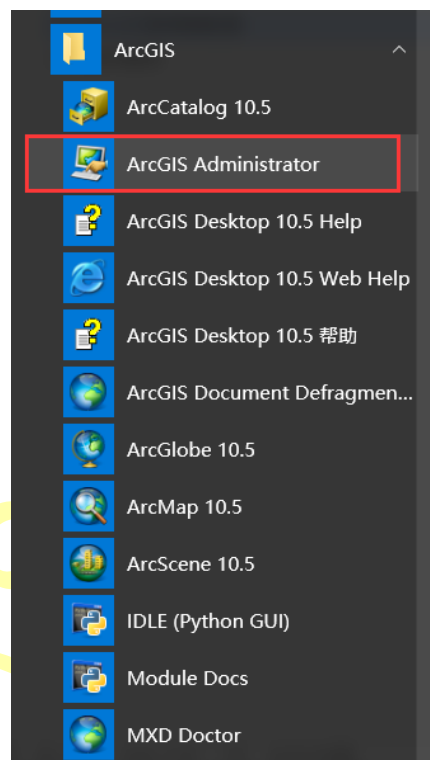 ArcGIS
ArcCatalog 10.5
ArcGIS Administrator
ArcGIS Desktop 10.5 Help
ArcGIS Desktop 10.5 Web Help
ArcGIS Desktop 10.5 帮助
ArcGIS Document Defragmen...
ArcGlobe 10.5
ArcMap 10.5
ArcScene 10.5
IDLE (Python GUI)
Module Docs
MXD Doctor